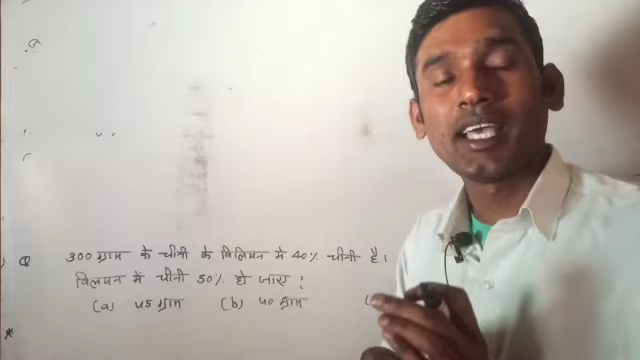 Q 300 ग्राम के चीनी के विलियन मे 40% चीनी है।
विलयन में चीनी 50% हो जाए ?
(a) 45 ग्राम (b) 40 ग्राम (
*